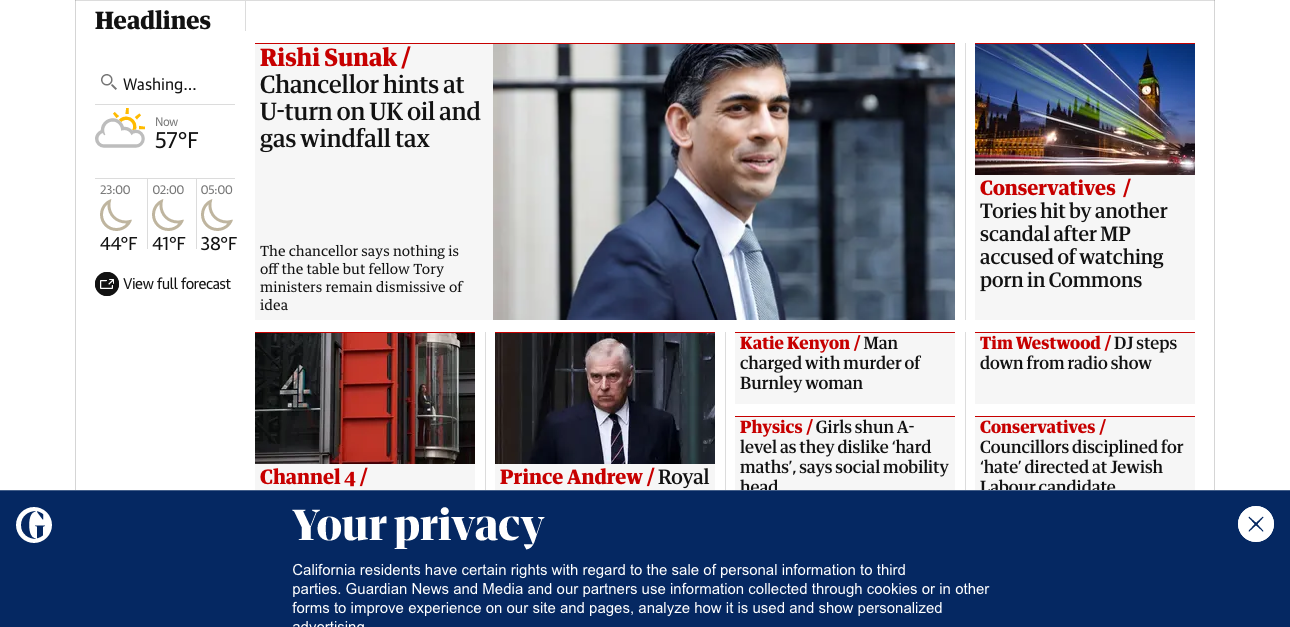 Headlines
Washing...
Now
57°F
23:00
02:00
05:00
44°F
41°F
38°F
View full forecast
Rishi Sunak /
Chancellor hints at
U-turn on UK oil and
gas windfall tax
The chancellor says nothing is
off the table but fellow Tory
ministers remain dismissive of
idea
Conservatives /
Tories hit by another
scandal after MP
accused of watching
porn in Commons
4
Channel 4 /
Prince Andrew / Royal
Katie Kenyon / Man
charged with murder of
Burnley woman
Physics / Girls shun A-
level as they dislike ‘hard
maths’, says social mobility
head
Tim Westwood / DJ steps
down from radio show
Conservatives /
Councillors disciplined for
‘hate’ directed at Jewish
Labour candidate
G
Your privacy
California residents have certain rights with regard to the sale of personal information to third
parties. Guardian News and Media and our partners use information collected through cookies or in other
forms to improve experience on our site and pages, analyze how it is used and show personalized
advertising.